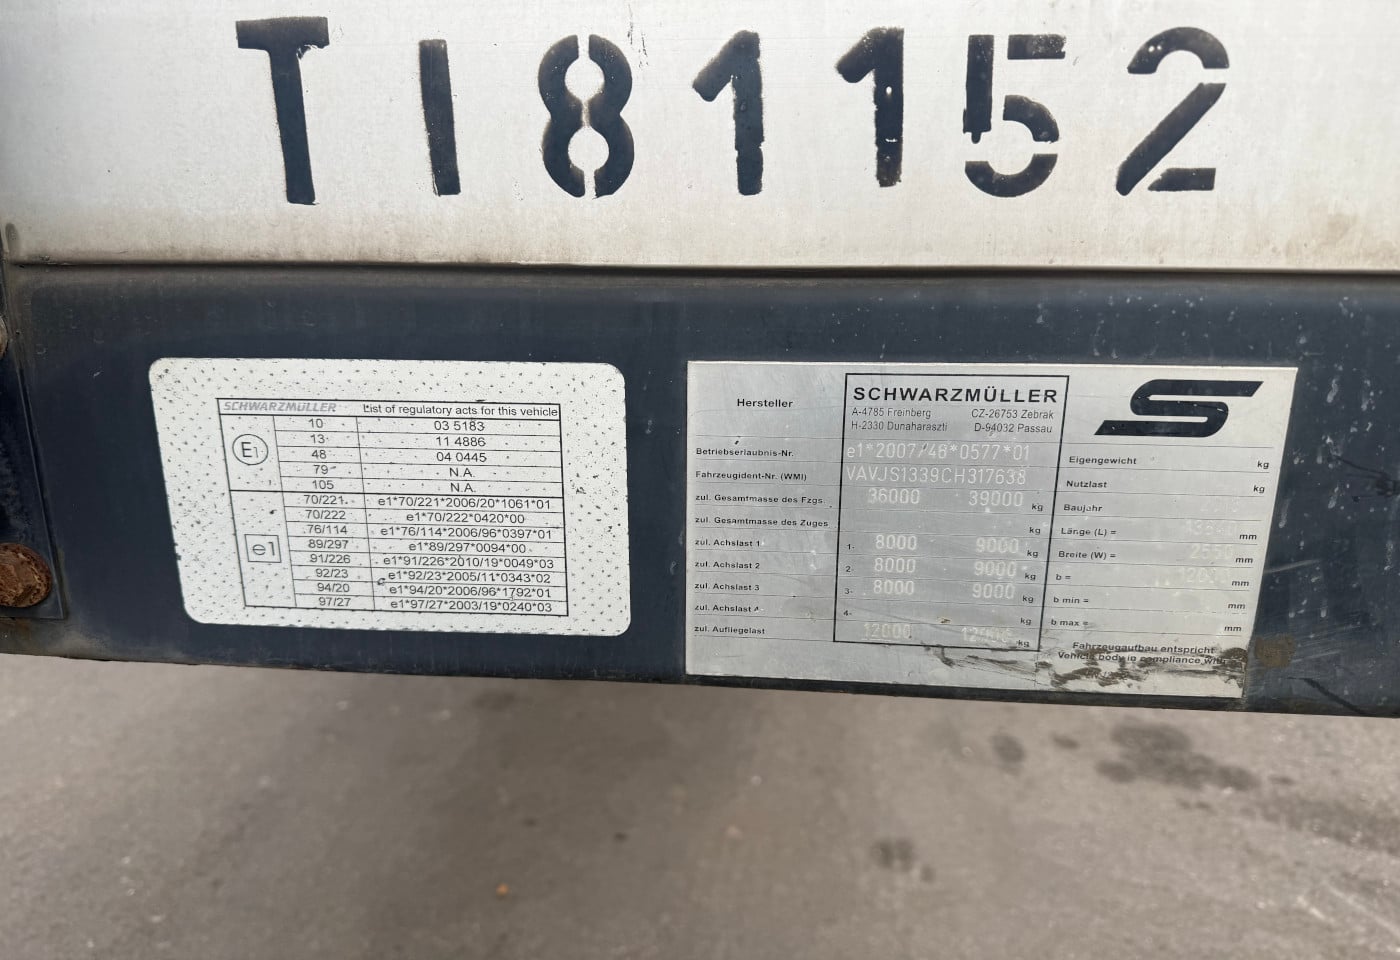 TI81152
SCHWARZMÜLLER List of regulatory acts for this vehicle
E1
10 03 5183
13 11 4886
48 04 0445
79 N.A.
105 N.A.
e1
70/221 e1*70/221*2006/20*1061*01
70/222 e1*70/222*0420*00
76/114 e1*76/114*2006/96*0397*01
89/297 e1*89/297*0094*00
91/226 e1*91/226*2010/19*0049*03
92/23 e1*92/23*2005/11*0343*02
94/20 e1*94/20*2006/96*1792*01
97/27 e1*97/27*2003/19*0240*03
Hersteller
SCHWARZMÜLLER
A-4785 Freinberg CZ-26753 Zebrak
H-2330 Dunaharaszti D-94032 Passau
S
Betriebserlaubnis-Nr. e1*2007/46*0577*01
Fahrzeugident-Nr. (WMI) VAVJS1339CH317638
zul. Gesamtmasse des Fzgs. 36000 39000 kg
zul. Gesamtmasse des Zuges kg
zul. Achslast 1 1- 8000 9000 kg
zul. Achslast 2 2- 8000 9000 kg
zul. Achslast 3 3- 8000 9000 kg
zul. Achslast 4 4- kg
zul. Aufliegelast 12000 kg
Eigengewicht kg
Nutzlast kg
Baujahr
Länge (L) = mm
Breite (W) = 2550 mm
b = mm
b min = mm
b max = mm
Fahrzeugaufbau entspricht
Vehicle body in compliance with